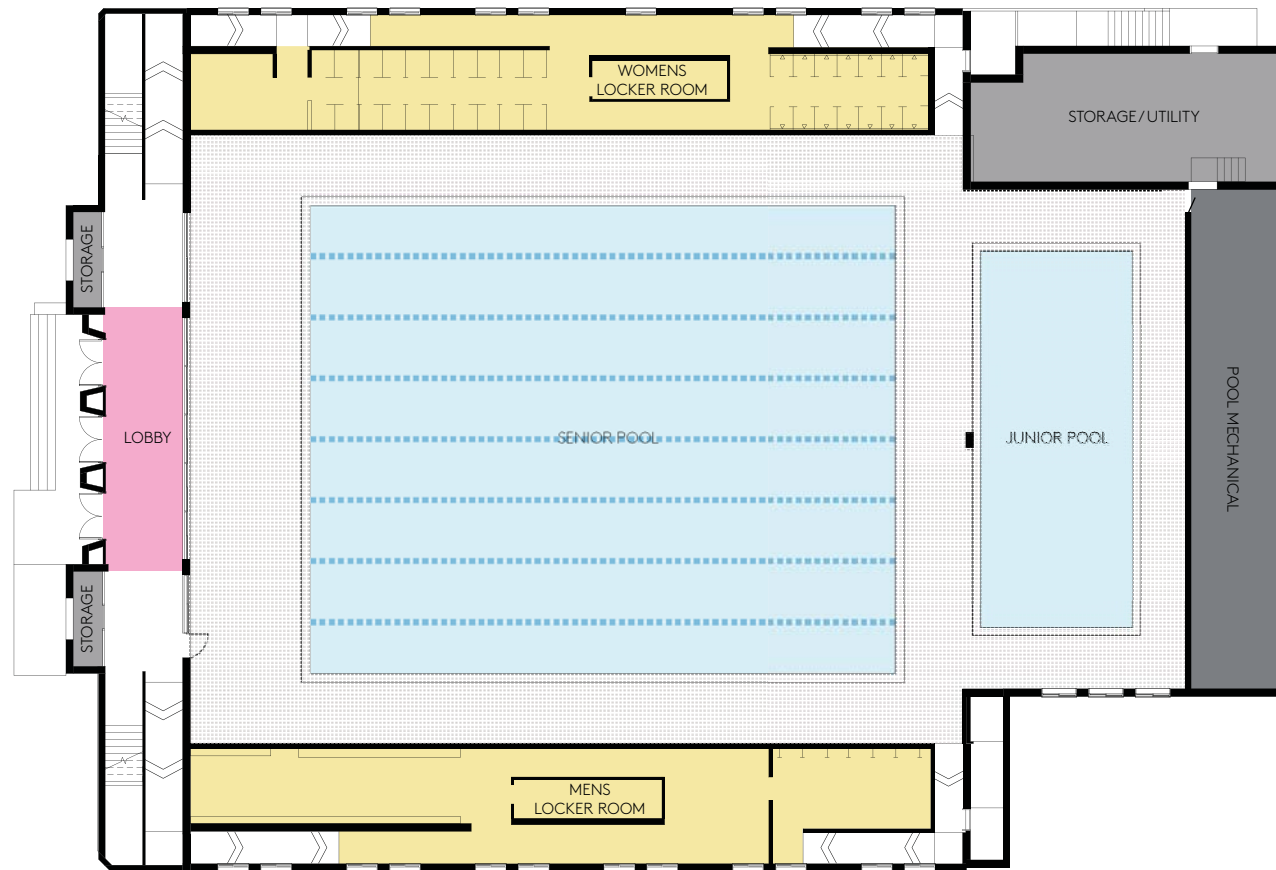 WOMENS
LOCKER ROOM
STORAGE/UTILITY
STORAGE
POOL MECHANICAL
LOBBY
SENIOR POOL
JUNIOR POOL
STORAGE
MENS
LOCKER ROOM